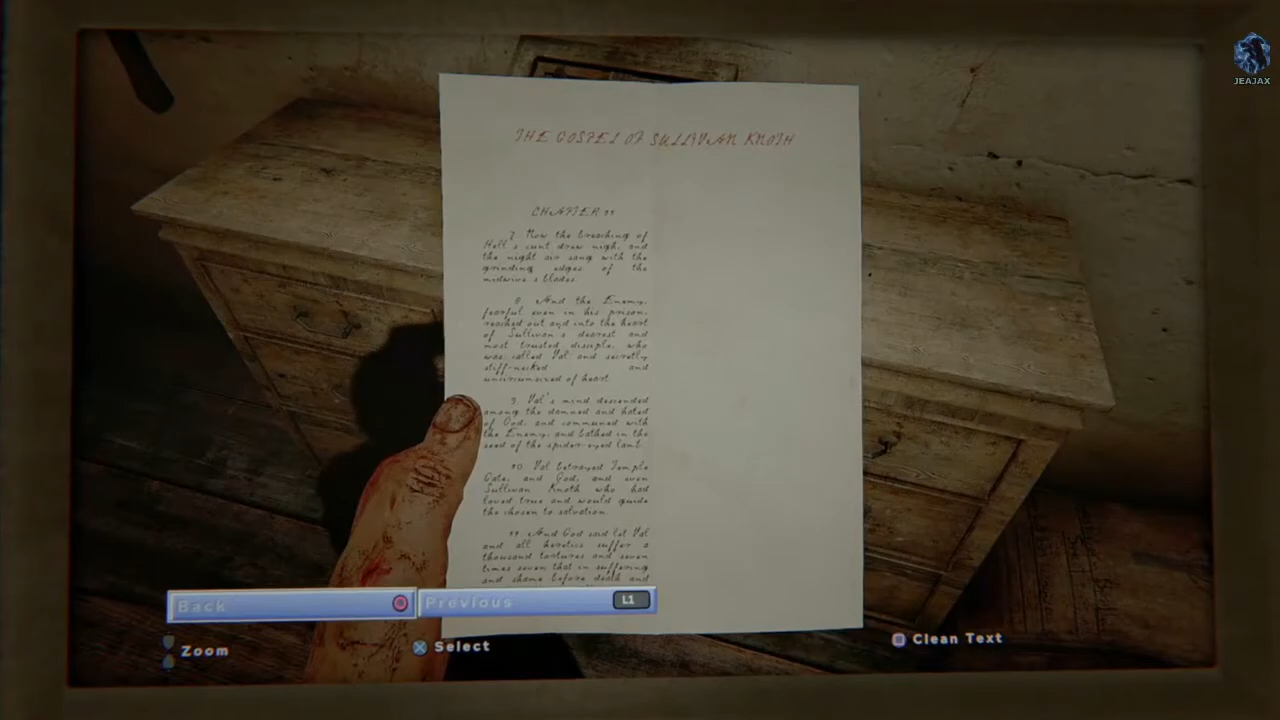 JEAJAX
THE GOSPEL OF SULLIVAN KNOTH
CHAPTER 11
7. Now the breaching of
Hell's cunt drew nigh, and
the night air sang with the
grinding edges of the
midwive's blades.
8. And the Enemy,
fearful even in his prison,
reached out and into the heart
of Sullivan's dearest and
most trusted disciple, who
was called Val and secretly
stiff-necked and
uncircumcised of heart.
9. Val's mind descended
among the damned and hated
of God, and communed with
the Enemy, and bathed in the
seed of the spider-eyed lamb.
10. Val betrayed Temple
Gate, and God, and even
Sullivan Knoth who had
loved true and would guide
the chosen to salvation.
11. And God said let Val
and all heretics suffer a
thousand tortures and seven
times seven that in suffering
and shame before death and
Back
Previous
L1
Zoom
Select
Clean Text